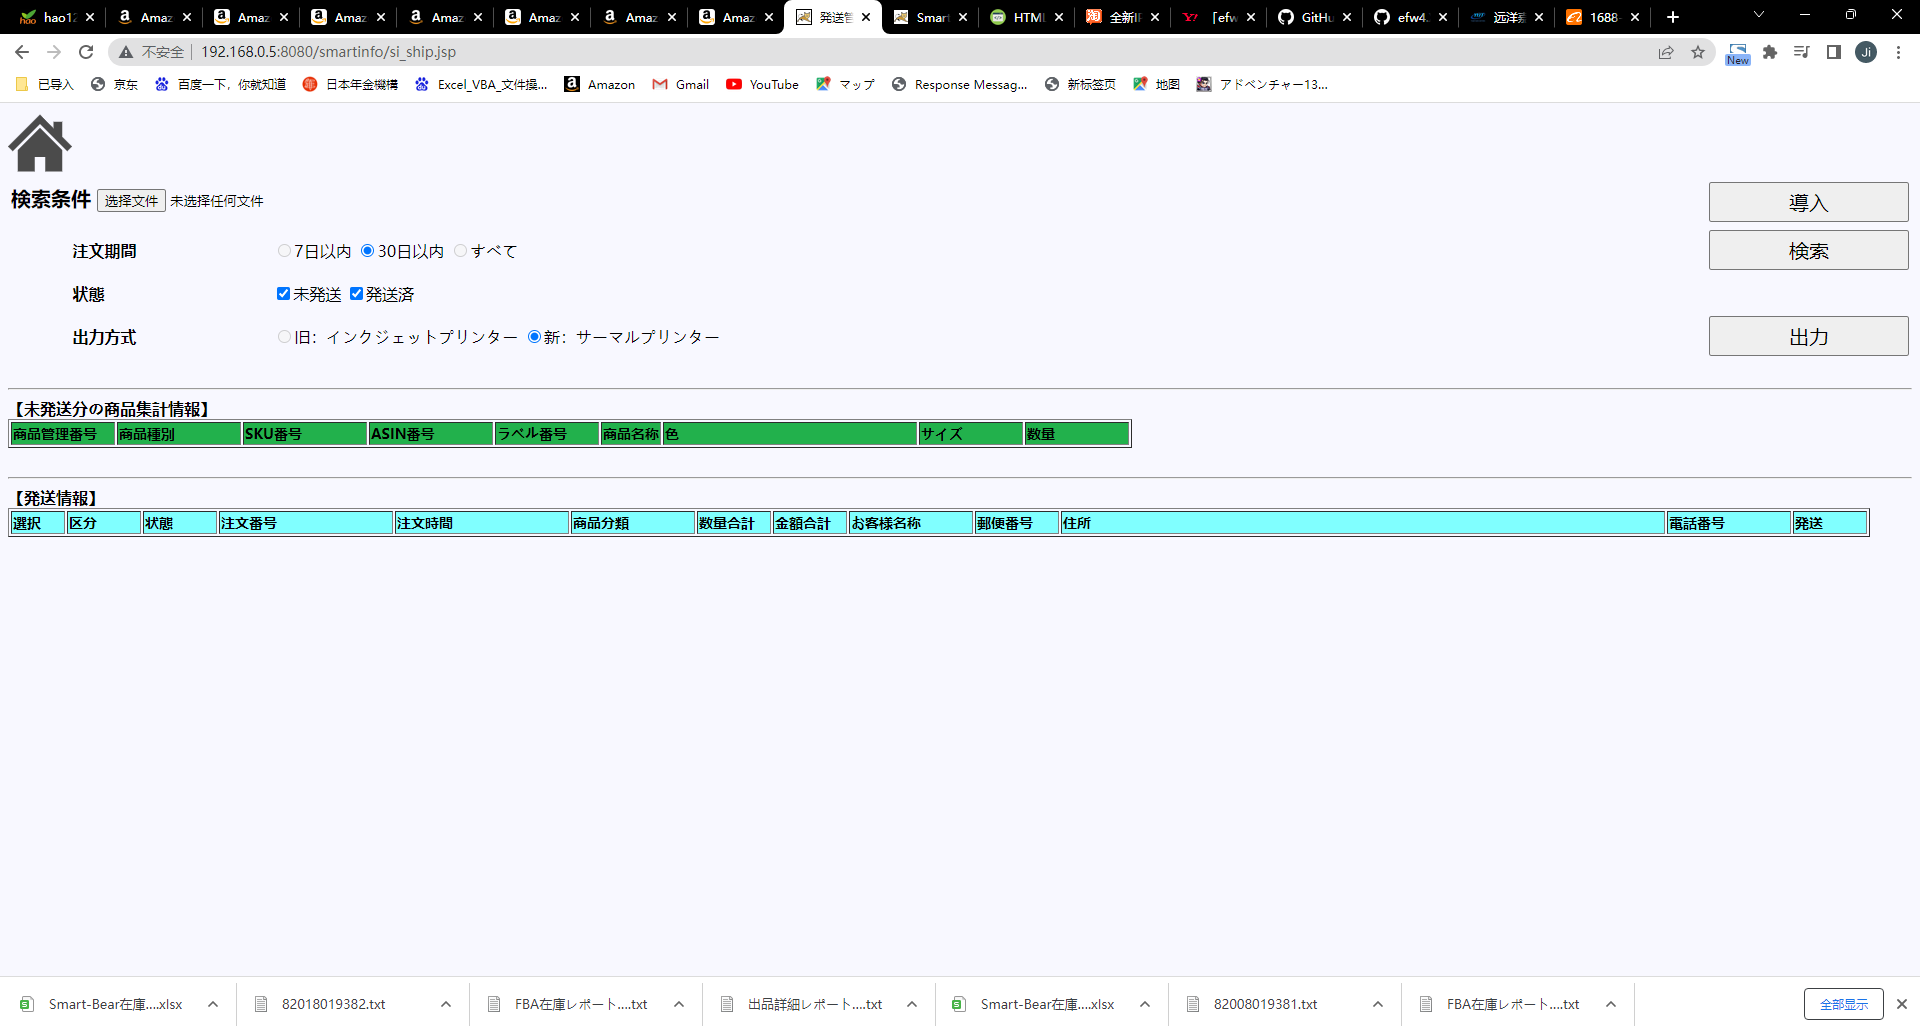 hao12 Amaz Amaz Amaz Amaz Amaz Amaz Amaz 発送管 Smart HTML 全新IP 「efw GitHu efw4. 远洋 1688-
不安全 192.168.0.5:8080/smartinfo/si_ship.jsp New Ji
已导入 京东 百度一下，你就知道 日本年金機構 Excel_VBA_文件操... Amazon Gmail YouTube マップ Response Messag... 新标签页 地图 アドベンチャー13...
検索条件 选择文件 未选择任何文件 導入
注文期間 7日以内 30日以内 すべて 検索
状態 未発送 発送済
出力方式 旧：インクジェットプリンター 新：サーマルプリンター 出力
【未発送分の商品集計情報】
商品管理番号 商品種別 SKU番号 ASIN番号 ラベル番号 商品名称 色 サイズ 数量
【発送情報】
選択 区分 状態 注文番号 注文時間 商品分類 数量合計 金額合計 お客様名称 郵便番号 住所 電話番号 発送
Smart-Bear在庫....xlsx 82018019382.txt FBA在庫レポート....txt 出品詳細レポート....txt Smart-Bear在庫....xlsx 82008019381.txt FBA在庫レポート....txt 全部显示